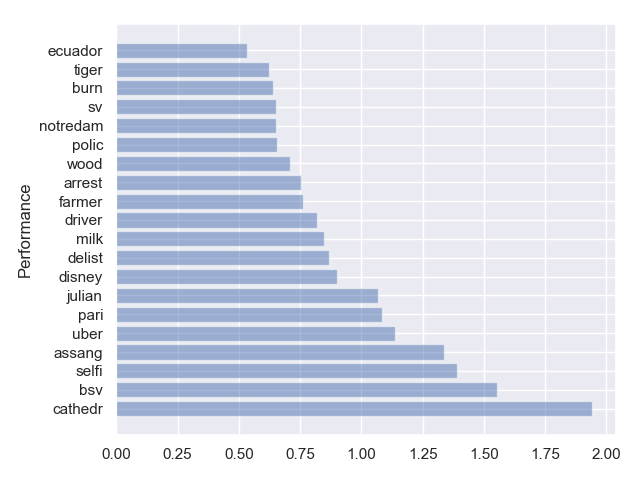 ecuador
tiger
burn
sv
notredam
polic
wood
arrest
farmer
driver
milk
delist
disney
julian
pari
uber
assang
selfi
bsv
cathedr
Performance
0.00 0.25 0.50 0.75 1.00 1.25 1.50 1.75 2.00